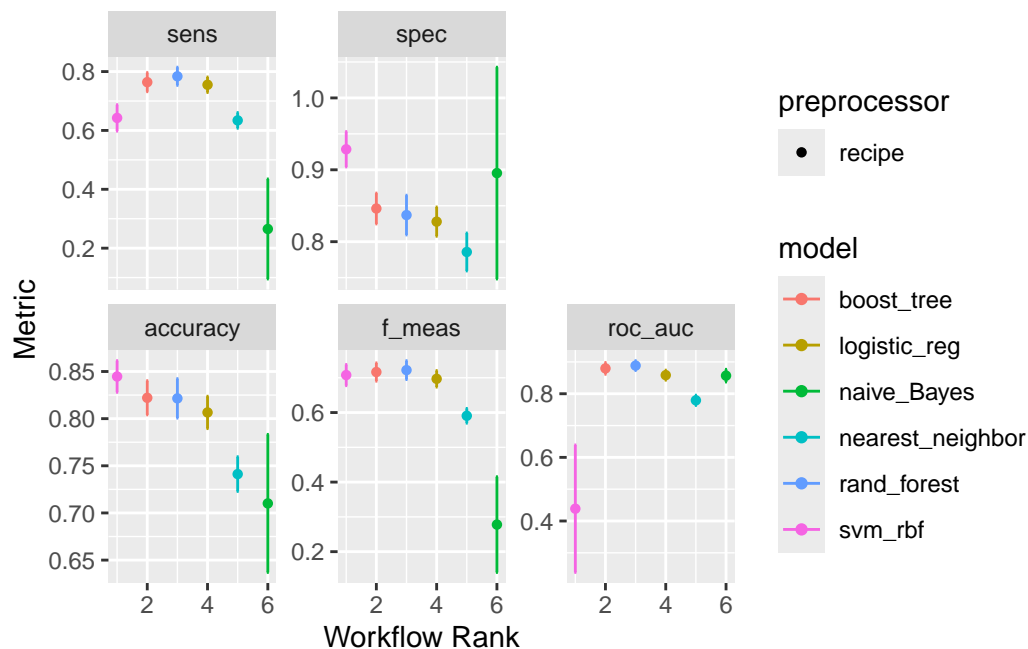 sens
spec
0.8
0.6
0.4
0.2
1.0
0.9
0.8
accuracy
f_meas
roc_auc
0.85
0.80
0.75
0.70
0.65
0.6
0.4
0.2
0.8
0.6
0.4
2 4 6
2 4 6
2 4 6
Metric
Workflow Rank
preprocessor
recipe
model
boost_tree
logistic_reg
naive_Bayes
nearest_neighbor
rand_forest
svm_rbf